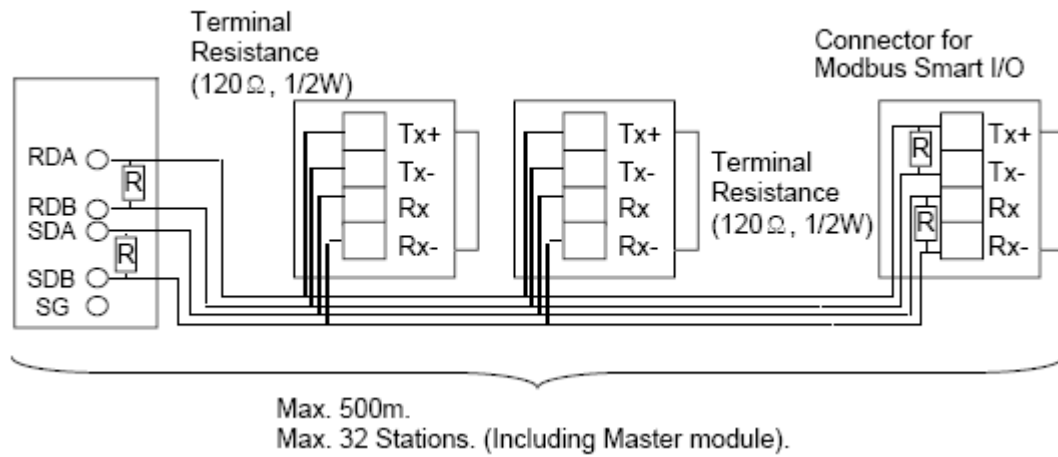 Terminal
Resistance
(120Ω, 1/2W)
Connector for
Modbus Smart I/O
RDA
RDB
SDA
SDB
SG
R
R
Tx+
Tx-
Rx
Rx-
Tx+
Tx-
Rx
Rx-
Terminal
Resistance
(120Ω, 1/2W)
R
R
Tx+
Tx-
Rx
Rx-
Max. 500m.
Max. 32 Stations. (Including Master module).